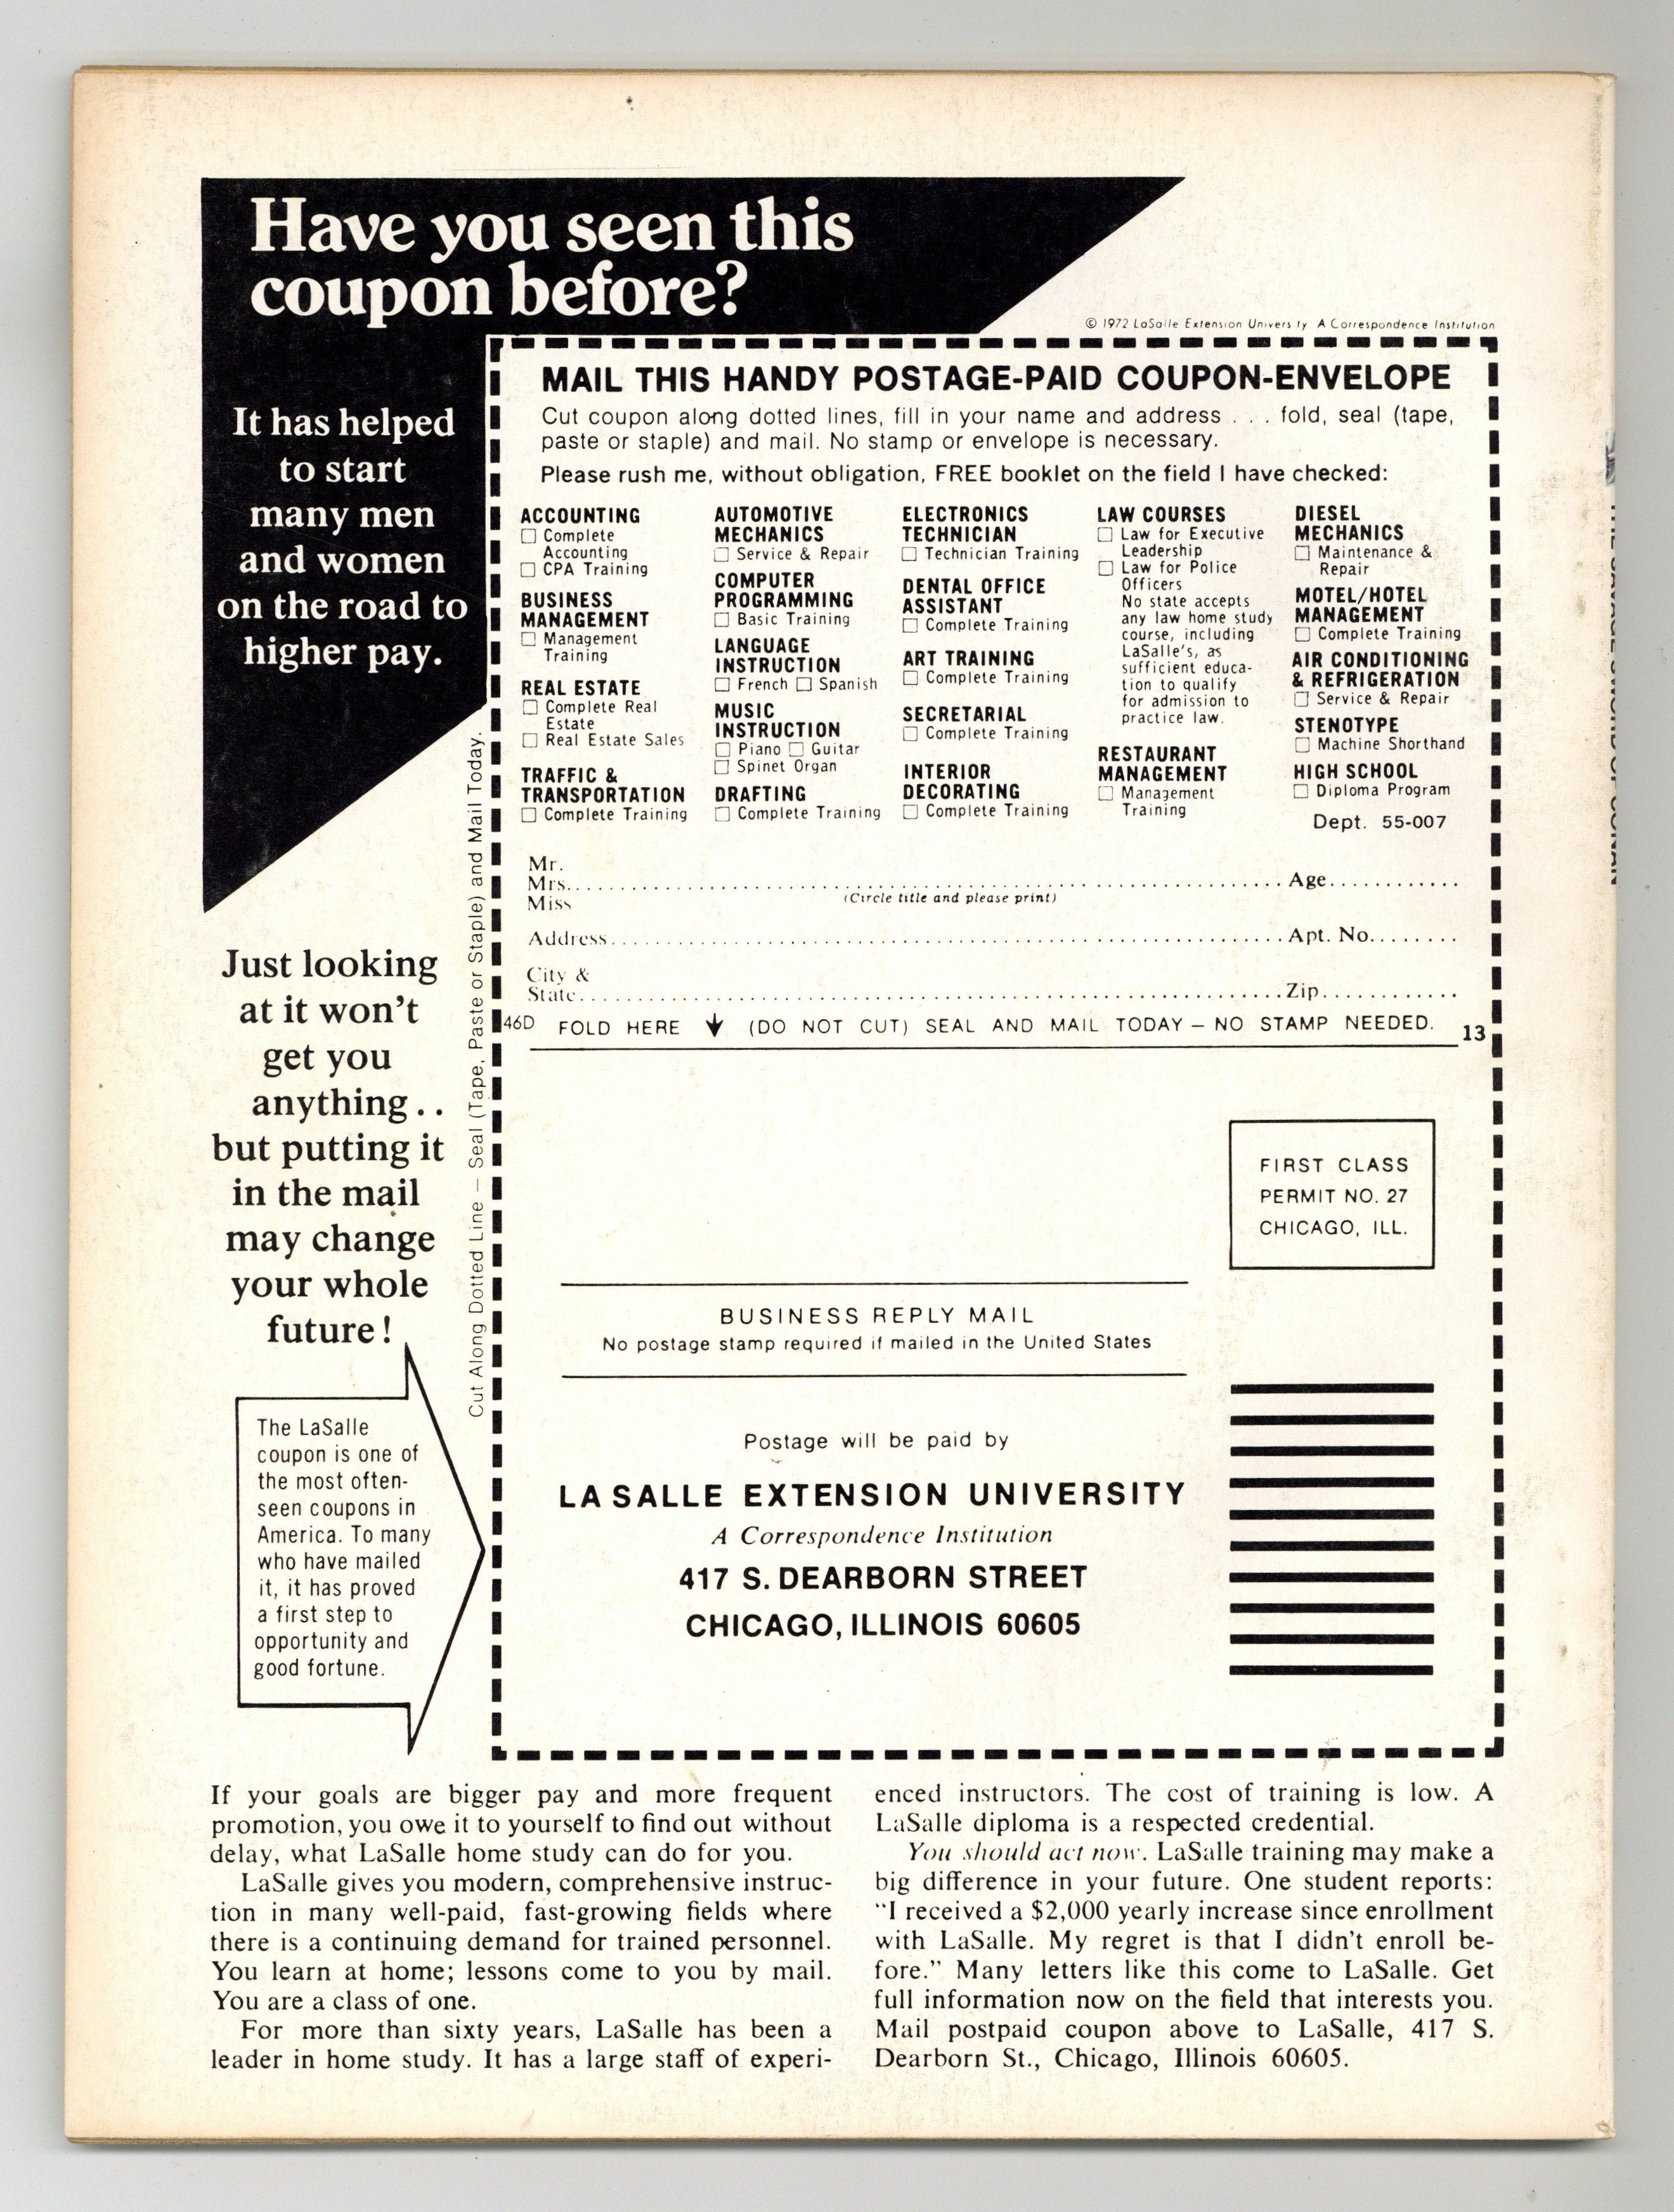 Have you seen this
coupon before?
It has helped
to start
many men
and women
on the road to
higher pay.
Just looking
at it won't
get you
anything . .
but putting it
in the mail
may change
your whole
future!
The LaSalle
coupon is one of
the most often-
seen coupons in
America. To many
who have mailed
it, it has proved
a first step to
opportunity and
good fortune.
Cut Along Dotted Line — Seal (Tape, Paste or Staple) and Mail Today.
© 1972 LaSalle Extension University A Correspondence Institution
MAIL THIS HANDY POSTAGE-PAID COUPON-ENVELOPE
Cut coupon along dotted lines, fill in your name and address . . . fold, seal (tape,
paste or staple) and mail. No stamp or envelope is necessary.
Please rush me, without obligation, FREE booklet on the field I have checked:
ACCOUNTING
Complete
Accounting
CPA Training
BUSINESS
MANAGEMENT
Management
Training
REAL ESTATE
Complete Real
Estate
Real Estate Sales
TRAFFIC &
TRANSPORTATION
Complete Training
AUTOMOTIVE
MECHANICS
Service & Repair
COMPUTER
PROGRAMMING
Basic Training
LANGUAGE
INSTRUCTION
French Spanish
MUSIC
INSTRUCTION
Piano Guitar
Spinet Organ
DRAFTING
Complete Training
ELECTRONICS
TECHNICIAN
Technician Training
DENTAL OFFICE
ASSISTANT
Complete Training
ART TRAINING
Complete Training
SECRETARIAL
Complete Training
INTERIOR
DECORATING
Complete Training
LAW COURSES
Law for Executive
Leadership
Law for Police
Officers
No state accepts
any law home study
course, including
LaSalle's, as
sufficient educa-
tion to qualify
for admission to
practice law.
RESTAURANT
MANAGEMENT
Management
Training
DIESEL
MECHANICS
Maintenance &
Repair
MOTEL/HOTEL
MANAGEMENT
Complete Training
AIR CONDITIONING
& REFRIGERATION
Service & Repair
STENOTYPE
Machine Shorthand
HIGH SCHOOL
Diploma Program
Dept. 55-007
Mr.
Mrs. Age
Miss (Circle title and please print)
Address Apt. No.
City &
State Zip
46D FOLD HERE (DO NOT CUT) SEAL AND MAIL TODAY — NO STAMP NEEDED. 13
FIRST CLASS
PERMIT NO. 27
CHICAGO, ILL.
BUSINESS REPLY MAIL
No postage stamp required if mailed in the United States
Postage will be paid by
LA SALLE EXTENSION UNIVERSITY
A Correspondence Institution
417 S. DEARBORN STREET
CHICAGO, ILLINOIS 60605
If your goals are bigger pay and more frequent
promotion, you owe it to yourself to find out without
delay, what LaSalle home study can do for you.
LaSalle gives you modern, comprehensive instruc-
tion in many well-paid, fast-growing fields where
there is a continuing demand for trained personnel.
You learn at home; lessons come to you by mail.
You are a class of one.
For more than sixty years, LaSalle has been a
leader in home study. It has a large staff of experi-
enced instructors. The cost of training is low. A
LaSalle diploma is a respected credential.
You should act now. LaSalle training may make a
big difference in your future. One student reports:
"I received a $2,000 yearly increase since enrollment
with LaSalle. My regret is that I didn't enroll be-
fore." Many letters like this come to LaSalle. Get
full information now on the field that interests you.
Mail postpaid coupon above to LaSalle, 417 S.
Dearborn St., Chicago, Illinois 60605.